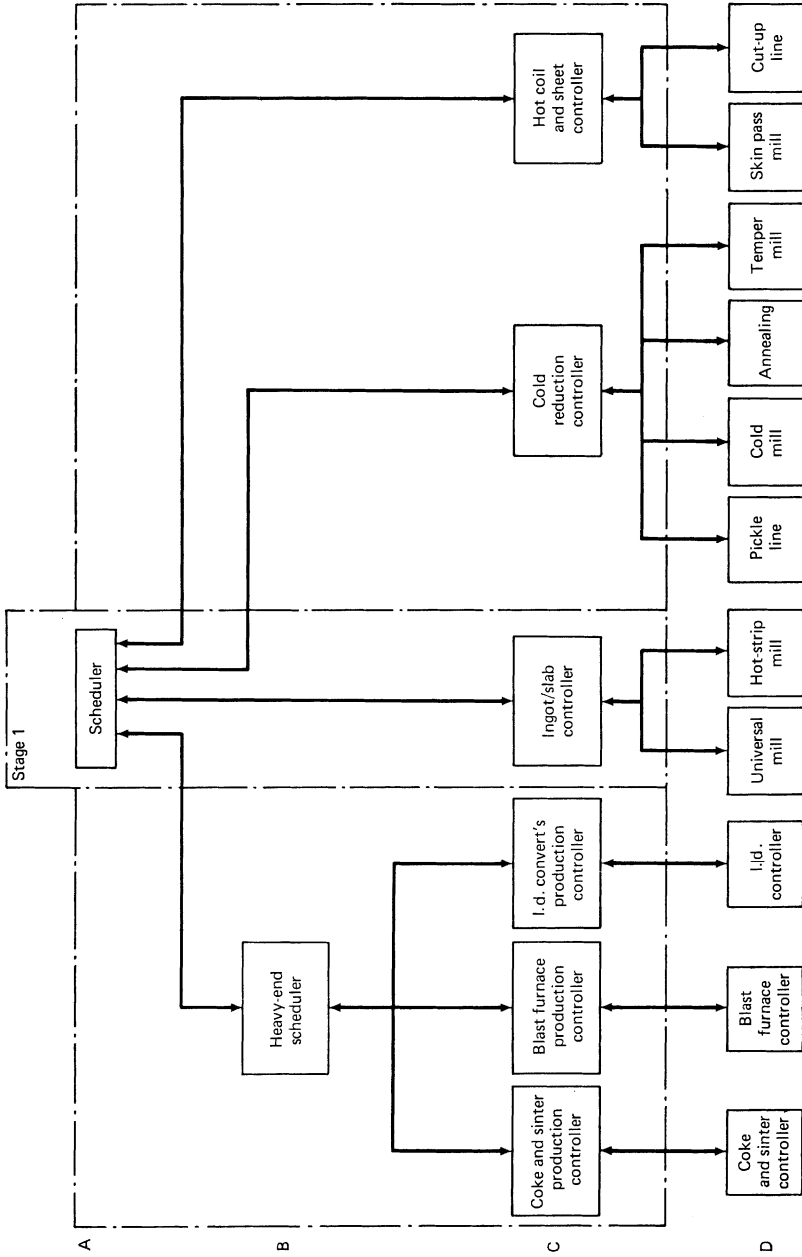 Stage 1
A
Scheduler
B
Heavy-end
scheduler
C
Coke and sinter
production
controller
Blast furnace
production
controller
l.d. convert's
production
controller
Ingot/slab
controller
Cold
reduction
controller
Hot coil
and sheet
controller
D
Coke
and sinter
controller
Blast
furnace
controller
l.d.
controller
Universal
mill
Hot-strip
mill
Pickle
line
Cold
mill
Annealing
Temper
mill
Skin pass
mill
Cut-up
line